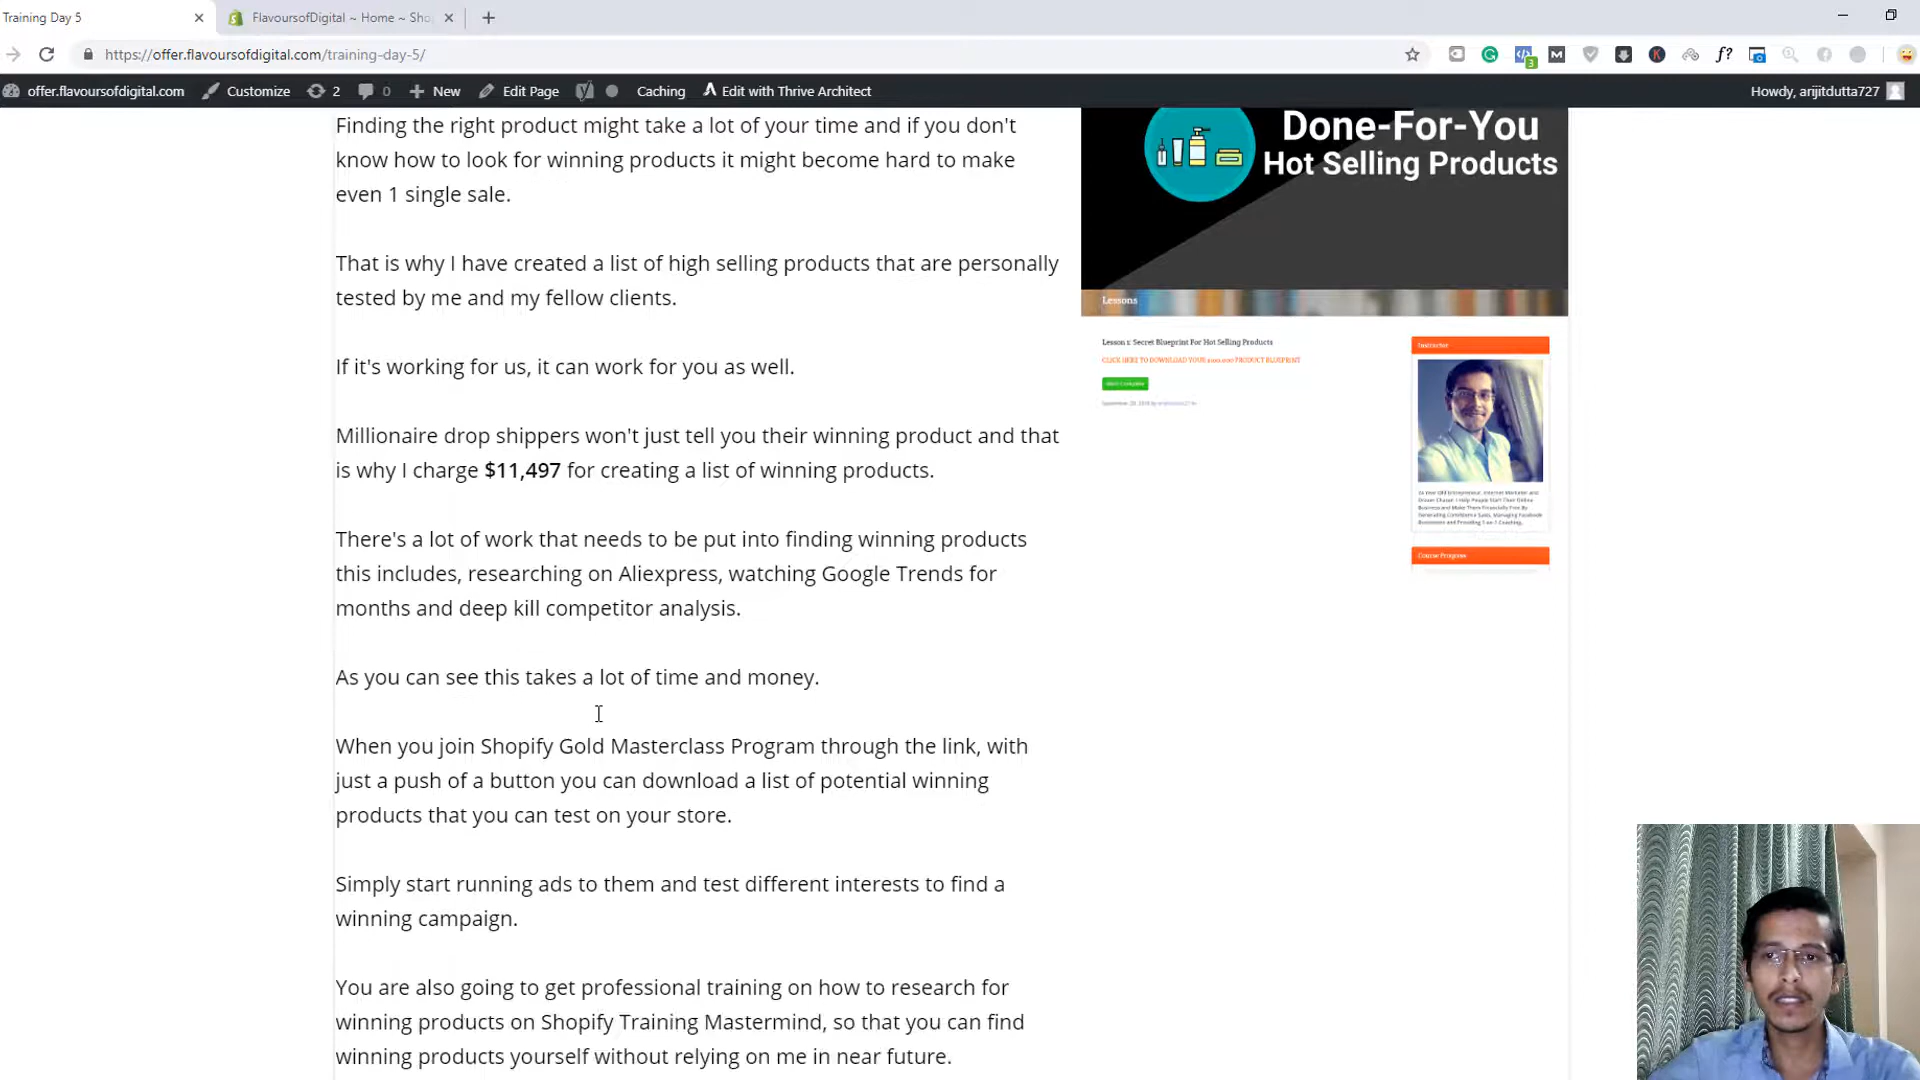 Training Day 5
FlavoursofDigital ~ Home ~ Sho
https://offer.flavoursofdigital.com/training-day-5/
3
offer.flavoursofdigital.com
Customize
2
0
New
Edit Page
Caching
Edit with Thrive Architect
Howdy, arijitdutta727
Finding the right product might take a lot of your time and if you don't
know how to look for winning products it might become hard to make
even 1 single sale.
That is why I have created a list of high selling products that are personally
tested by me and my fellow clients.
If it's working for us, it can work for you as well.
Millionaire drop shippers won't just tell you their winning product and that
is why I charge $11,497 for creating a list of winning products.
There's a lot of work that needs to be put into finding winning products
this includes, researching on Aliexpress, watching Google Trends for
months and deep kill competitor analysis.
As you can see this takes a lot of time and money.
When you join Shopify Gold Masterclass Program through the link, with
just a push of a button you can download a list of potential winning
products that you can test on your store.
Simply start running ads to them and test different interests to find a
winning campaign.
You are also going to get professional training on how to research for
winning products on Shopify Training Mastermind, so that you can find
winning products yourself without relying on me in near future.
Done-For-You
Hot Selling Products
Lessons
Lesson 1: Secret Blueprint For Hot Selling Products
CLICK HERE TO DOWNLOAD YOUR PRODUCT BLUEPRINT
Instructor
Course Progress